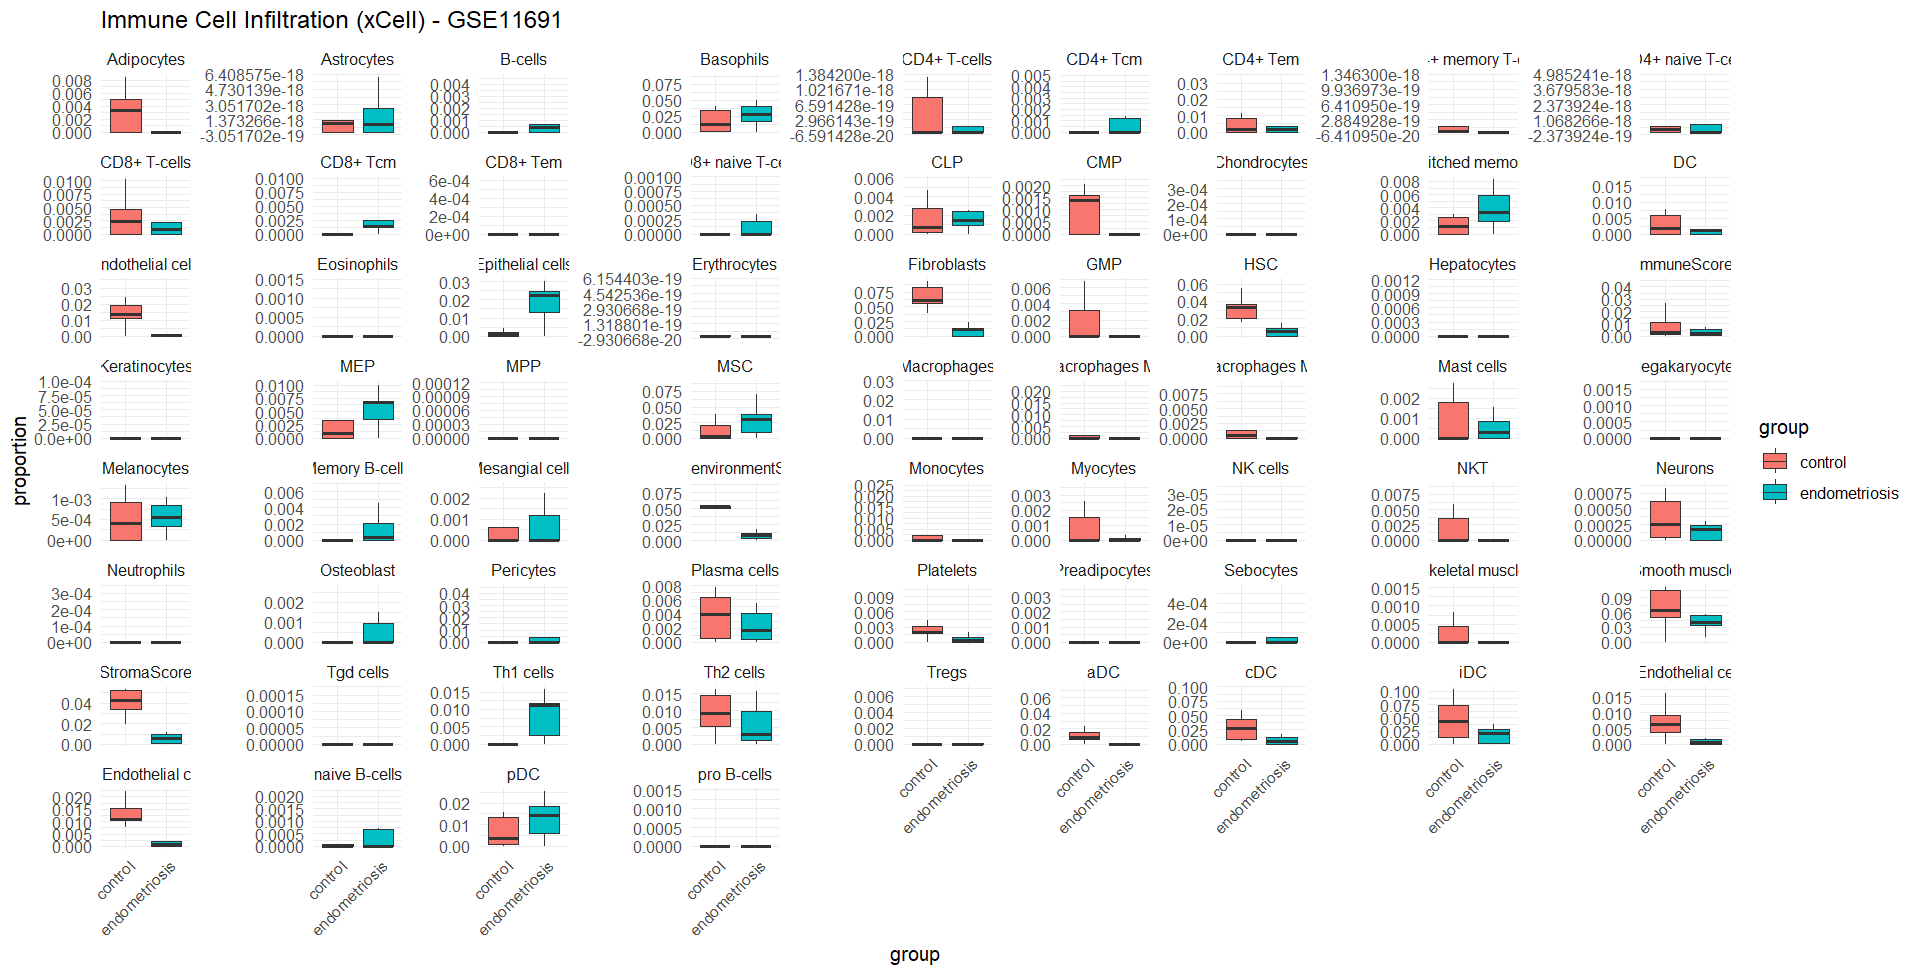 Immune Cell Infiltration (xCell) - GSE11691
Adipocytes
0.008
0.006
0.004
0.002
0.000
Astrocytes
6.408575e-18
4.730139e-18
3.051702e-18
1.373266e-18
-3.051702e-19
B-cells
0.004
0.003
0.002
0.001
0.000
Basophils
0.075
0.050
0.025
0.000
CD4+ T-cells
1.384200e-18
1.021671e-18
6.591428e-19
2.966143e-19
-6.591428e-20
CD4+ Tcm
0.005
0.004
0.003
0.002
0.001
0.000
CD4+ Tem
0.03
0.02
0.01
0.00
+ memory T-
1.346300e-18
9.936973e-19
6.410950e-19
2.884928e-19
-6.410950e-20
04+ naive T-ce
4.985241e-18
3.679583e-18
2.373924e-18
1.068266e-18
-2.373924e-19
CD8+ T-cells
0.0100
0.0075
0.0050
0.0025
0.0000
CD8+ Tcm
0.0100
0.0075
0.0050
0.0025
0.0000
CD8+ Tem
6e-04
4e-04
2e-04
0e+00
8+ naive T-ce
0.00100
0.00075
0.00050
0.00025
0.00000
CLP
0.006
0.004
0.002
0.000
CMP
0.0020
0.0015
0.0010
0.0005
0.0000
Chondrocytes
3e-04
2e-04
1e-04
0e+00
itched memo
0.008
0.006
0.004
0.002
0.000
DC
0.015
0.010
0.005
0.000
ndothelial cel
0.03
0.02
0.01
0.00
Eosinophils
0.0015
0.0010
0.0005
0.0000
Epithelial cells
0.03
0.02
0.01
0.00
Erythrocytes
6.154403e-19
4.542536e-19
2.930668e-19
1.318801e-19
-2.930668e-20
Fibroblasts
0.075
0.050
0.025
0.000
GMP
0.006
0.004
0.002
0.000
HSC
0.06
0.04
0.02
0.00
Hepatocytes
0.0012
0.0009
0.0006
0.0003
0.0000
mmuneScore
0.04
0.03
0.02
0.01
0.00
Keratinocytes
1.0e-04
7.5e-05
5.0e-05
2.5e-05
0.0e+00
MEP
0.0100
0.0075
0.0050
0.0025
0.0000
MPP
0.00012
0.00009
0.00006
0.00003
0.00000
MSC
0.075
0.050
0.025
0.000
Macrophages
0.03
0.02
0.01
0.00
acrophages M
0.020
0.015
0.010
0.005
0.000
acrophages M
0.0075
0.0050
0.0025
0.0000
Mast cells
0.002
0.001
0.000
egakaryocyte
0.0015
0.0010
0.0005
0.0000
Melanocytes
1e-03
5e-04
0e+00
Memory B-cell
0.006
0.004
0.002
0.000
Mesangial cell
0.002
0.001
0.000
environmentS
0.075
0.050
0.025
0.000
Monocytes
0.025
0.020
0.015
0.010
0.005
0.000
Myocytes
0.003
0.002
0.001
0.000
NK cells
3e-05
2e-05
1e-05
0e+00
NKT
0.0075
0.0050
0.0025
0.0000
Neurons
0.00075
0.00050
0.00025
0.00000
Neutrophils
3e-04
2e-04
1e-04
0e+00
Osteoblast
0.002
0.001
0.000
Pericytes
0.04
0.03
0.02
0.01
0.00
Plasma cells
0.008
0.006
0.004
0.002
0.000
Platelets
0.009
0.006
0.003
0.000
Preadipocytes
0.003
0.002
0.001
0.000
Sebocytes
4e-04
2e-04
0e+00
keletal muscl
0.0015
0.0010
0.0005
0.0000
Smooth muscl
0.09
0.06
0.03
0.00
StromaScore
0.04
0.02
0.00
Tgd cells
0.00015
0.00010
0.00005
0.00000
Th1 cells
0.015
0.010
0.005
0.000
Th2 cells
0.015
0.010
0.005
0.000
Tregs
0.006
0.004
0.002
0.000
aDC
0.06
0.04
0.02
0.00
cDC
0.100
0.075
0.050
0.025
0.000
iDC
0.100
0.075
0.050
0.025
0.000
Endothelial ce
0.015
0.010
0.005
0.000
Endothelial c
0.020
0.015
0.010
0.005
0.000
naive B-cells
0.0020
0.0015
0.0010
0.0005
0.0000
pDC
0.02
0.01
0.00
pro B-cells
0.0015
0.0010
0.0005
0.0000
control
endometriosis
control
endometriosis
control
endometriosis
control
endometriosis
control
endometriosis
control
endometriosis
control
endometriosis
control
endometriosis
control
endometriosis
proportion
group
group
control
endometriosis